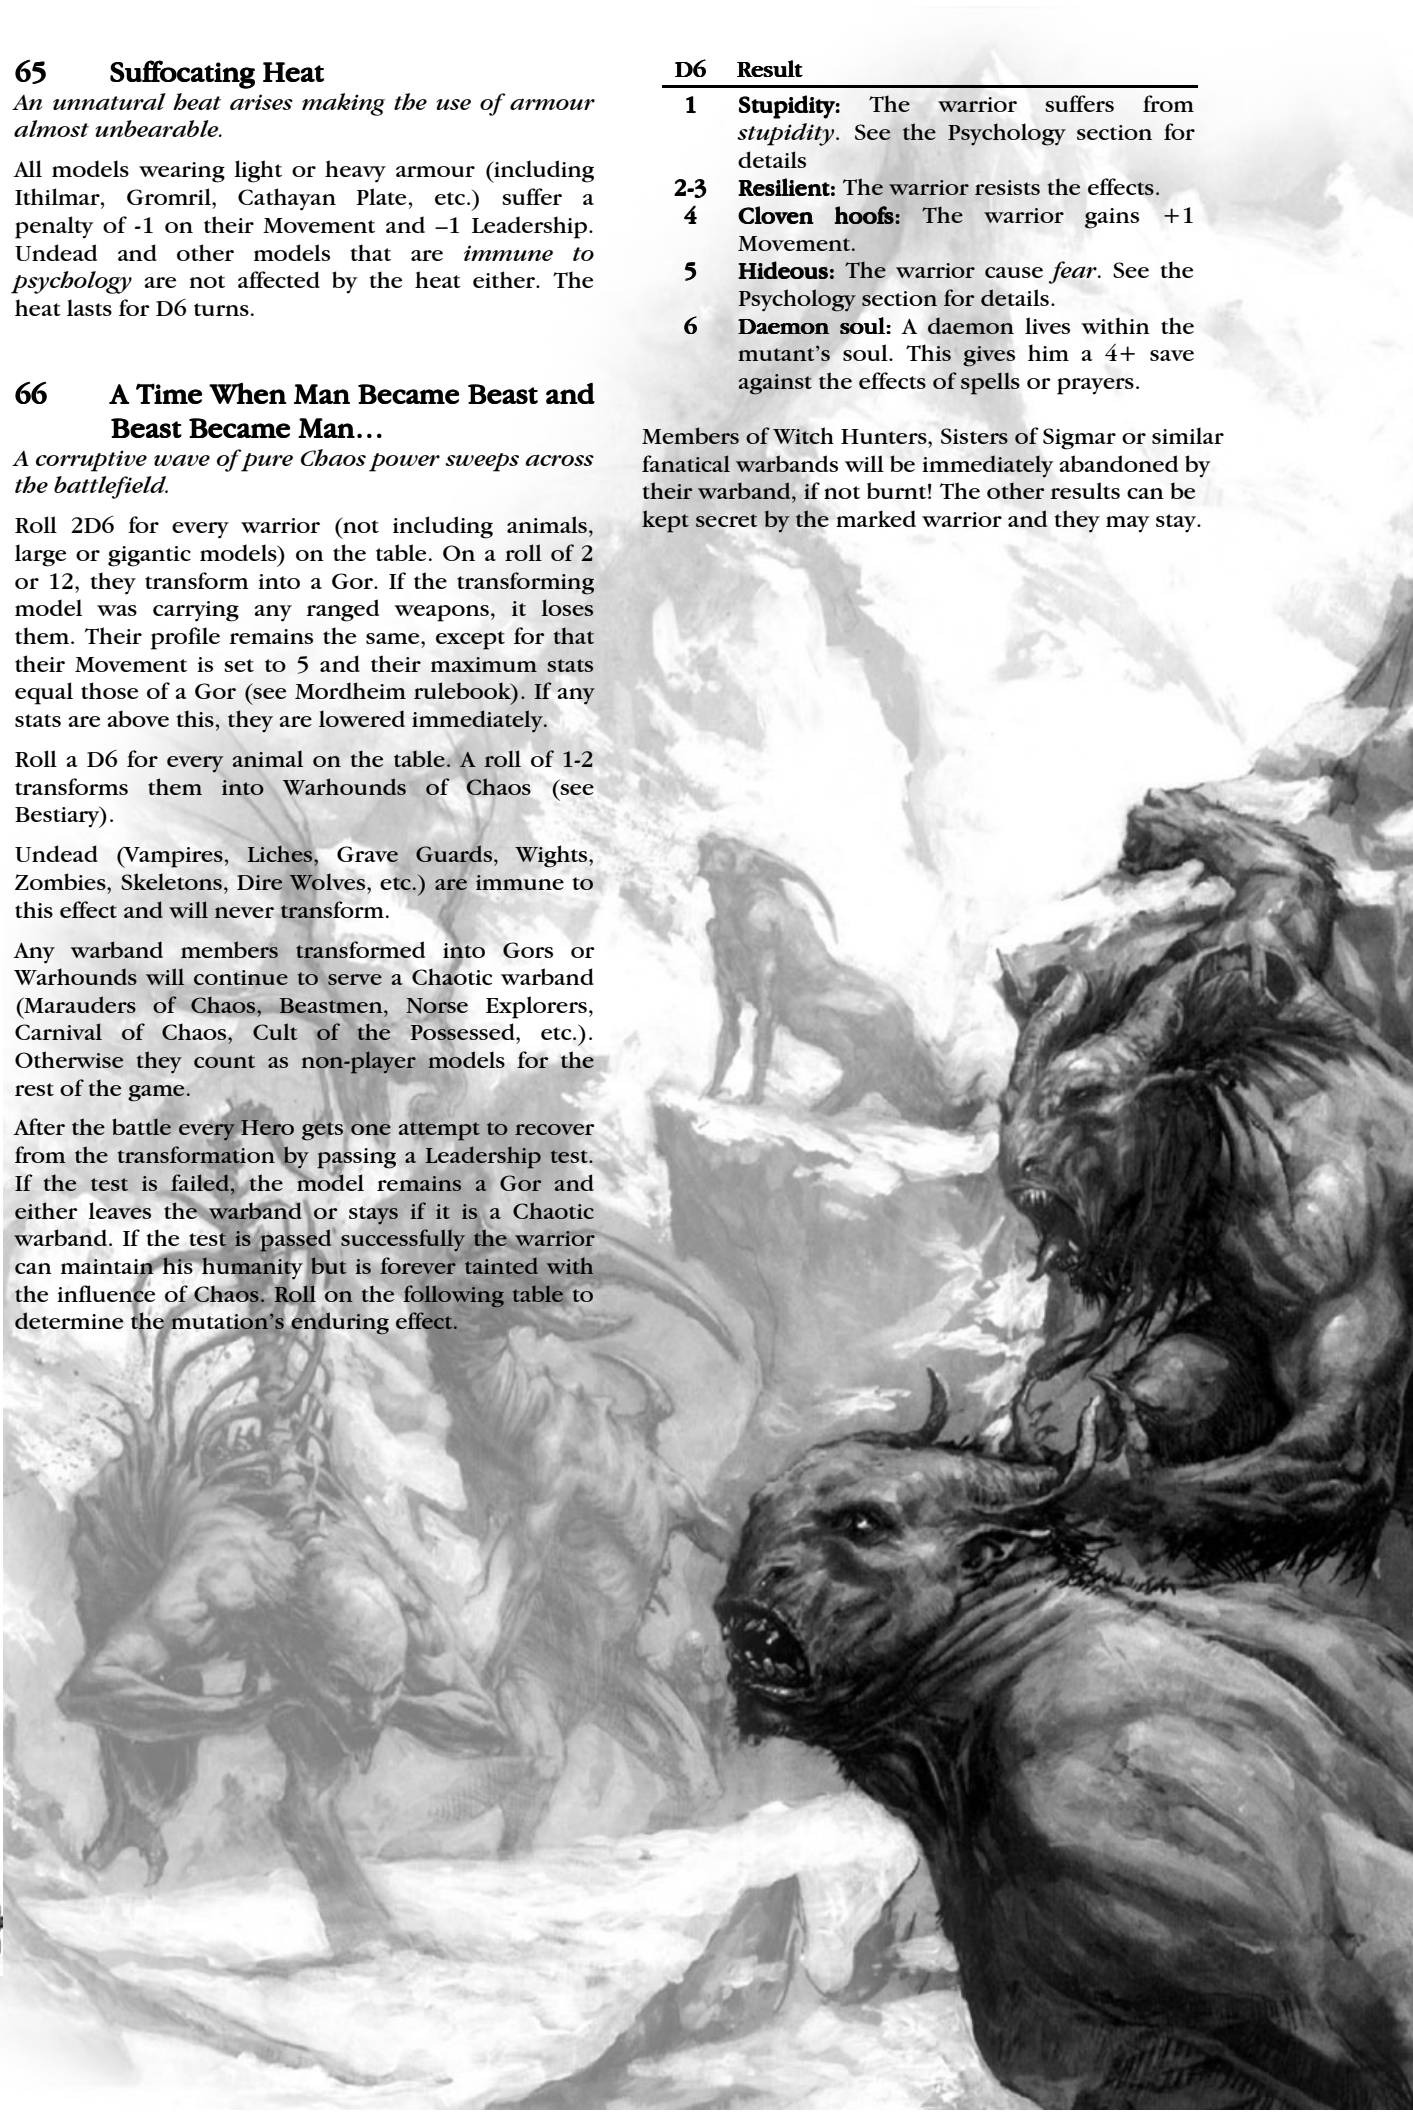 65 Suffocating Heat
An unnatural heat arises making the use of armour
almost unbearable.
All models wearing light or heavy armour (including
Ithilmar, Gromril, Cathayan Plate, etc.) suffer a
penalty of -1 on their Movement and –1 Leadership.
Undead and other models that are immune to
psychology are not affected by the heat either. The
heat lasts for D6 turns.
66 A Time When Man Became Beast and
Beast Became Man…
A corruptive wave of pure Chaos power sweeps across
the battlefield.
Roll 2D6 for every warrior (not including animals,
large or gigantic models) on the table. On a roll of 2
or 12, they transform into a Gor. If the transforming
model was carrying any ranged weapons, it loses
them. Their profile remains the same, except for that
their Movement is set to 5 and their maximum stats
equal those of a Gor (see Mordheim rulebook). If any
stats are above this, they are lowered immediately.
Roll a D6 for every animal on the table. A roll of 1-2
transforms them into Warhounds of Chaos (see
Bestiary).
Undead (Vampires, Liches, Grave Guards, Wights,
Zombies, Skeletons, Dire Wolves, etc.) are immune to
this effect and will never transform.
Any warband members transformed into Gors or
Warhounds will continue to serve a Chaotic warband
(Marauders of Chaos, Beastmen, Norse Explorers,
Carnival of Chaos, Cult of the Possessed, etc.).
Otherwise they count as non-player models for the
rest of the game.
After the battle every Hero gets one attempt to recover
from the transformation by passing a Leadership test.
If the test is failed, the model remains a Gor and
either leaves the warband or stays if it is a Chaotic
warband. If the test is passed successfully the warrior
can maintain his humanity but is forever tainted with
the influence of Chaos. Roll on the following table to
determine the mutation’s enduring effect.
D6 Result
1 Stupidity: The warrior suffers from
stupidity. See the Psychology section for
details
2-3 Resilient: The warrior resists the effects.
4 Cloven hoofs: The warrior gains +1
Movement.
5 Hideous: The warrior cause fear. See the
Psychology section for details.
6 Daemon soul: A daemon lives within the
mutant’s soul. This gives him a 4+ save
against the effects of spells or prayers.
Members of Witch Hunters, Sisters of Sigmar or similar
fanatical warbands will be immediately abandoned by
their warband, if not burnt! The other results can be
kept secret by the marked warrior and they may stay.